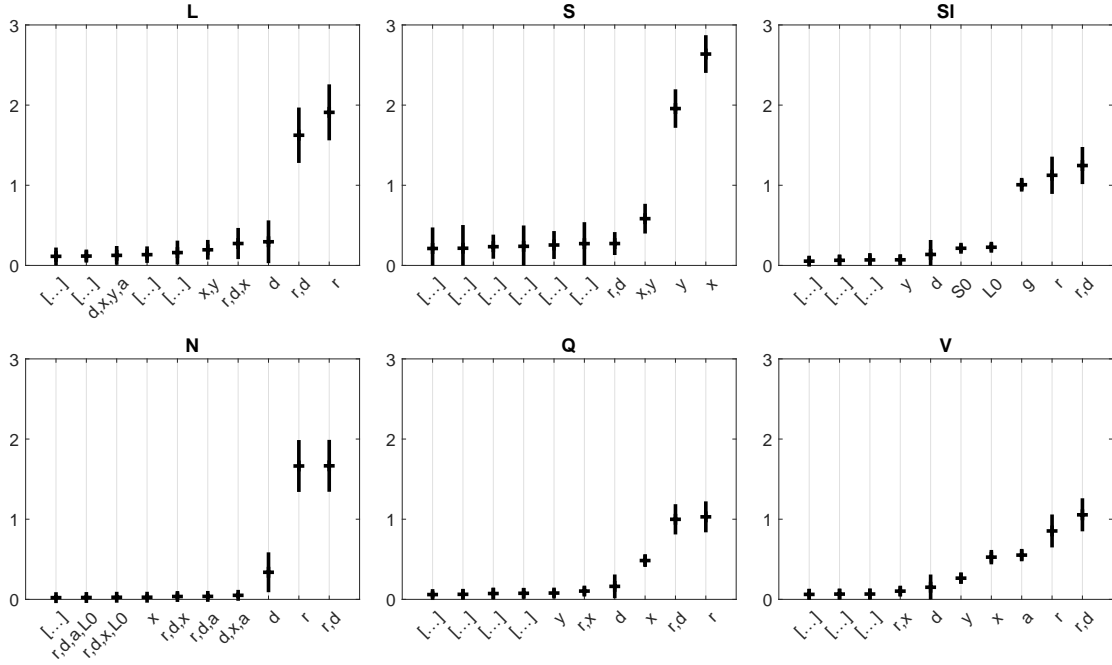 L
3
2
1
0
[...]
[...]
d,x,y,a
[...]
[...]
x,y
r,d,x
d
r,d
r
S
3
2
1
0
[...]
[...]
[...]
[...]
[...]
[...]
r,d
x,y
y
x
SI
3
2
1
0
[...]
[...]
[...]
y
d
S0
L0
g
r
r,d
N
3
2
1
0
[...]
r,d,a,L0
r,d,x,L0
x
r,d,x
r,d,a
d,x,a
d
r
r,d
Q
3
2
1
0
[...]
[...]
[...]
[...]
y
r,x
d
x
r,d
r
V
3
2
1
0
[...]
[...]
[...]
r,x
d
y
x
a
r
r,d